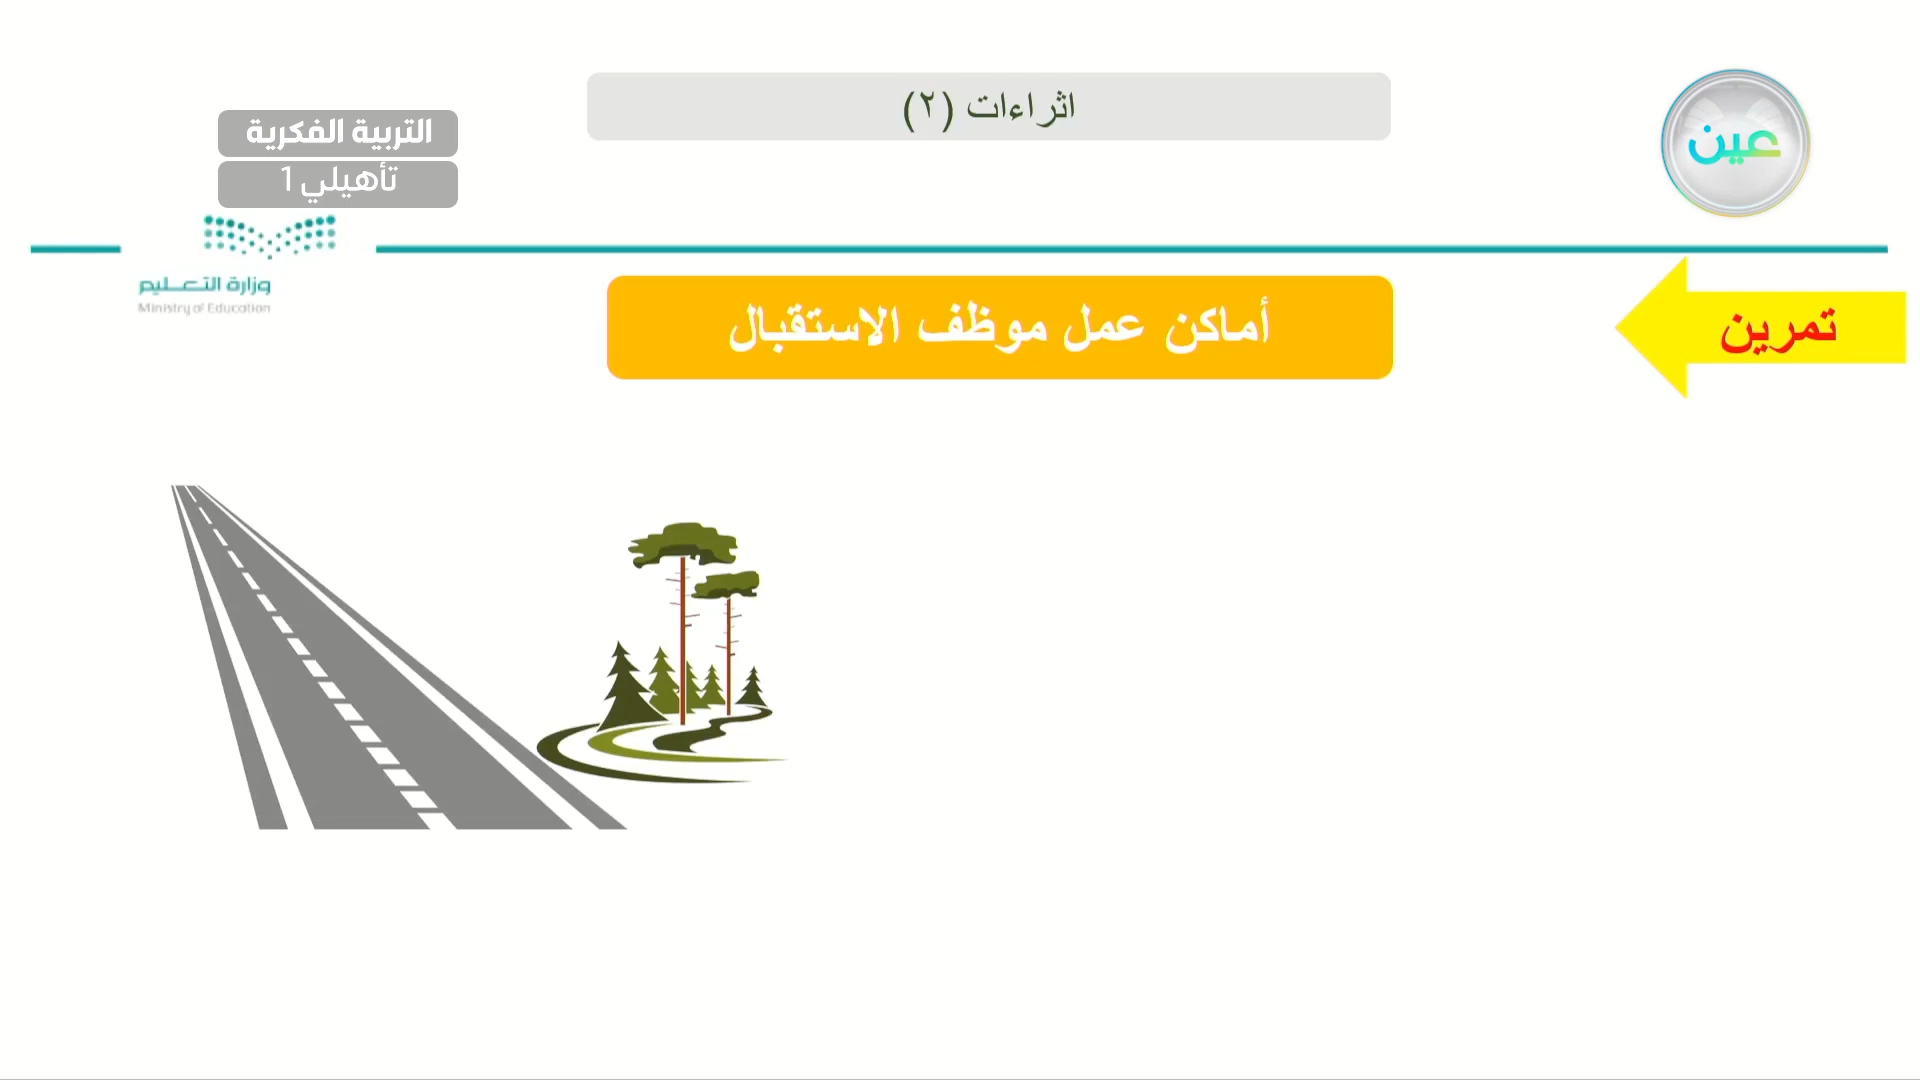 اثراءات (٢)
عين
التربية الفكرية
تأهيلي 1
وزارة التعليم
Ministry of Education
تمرين
أماكن عمل موظف الاستقبال